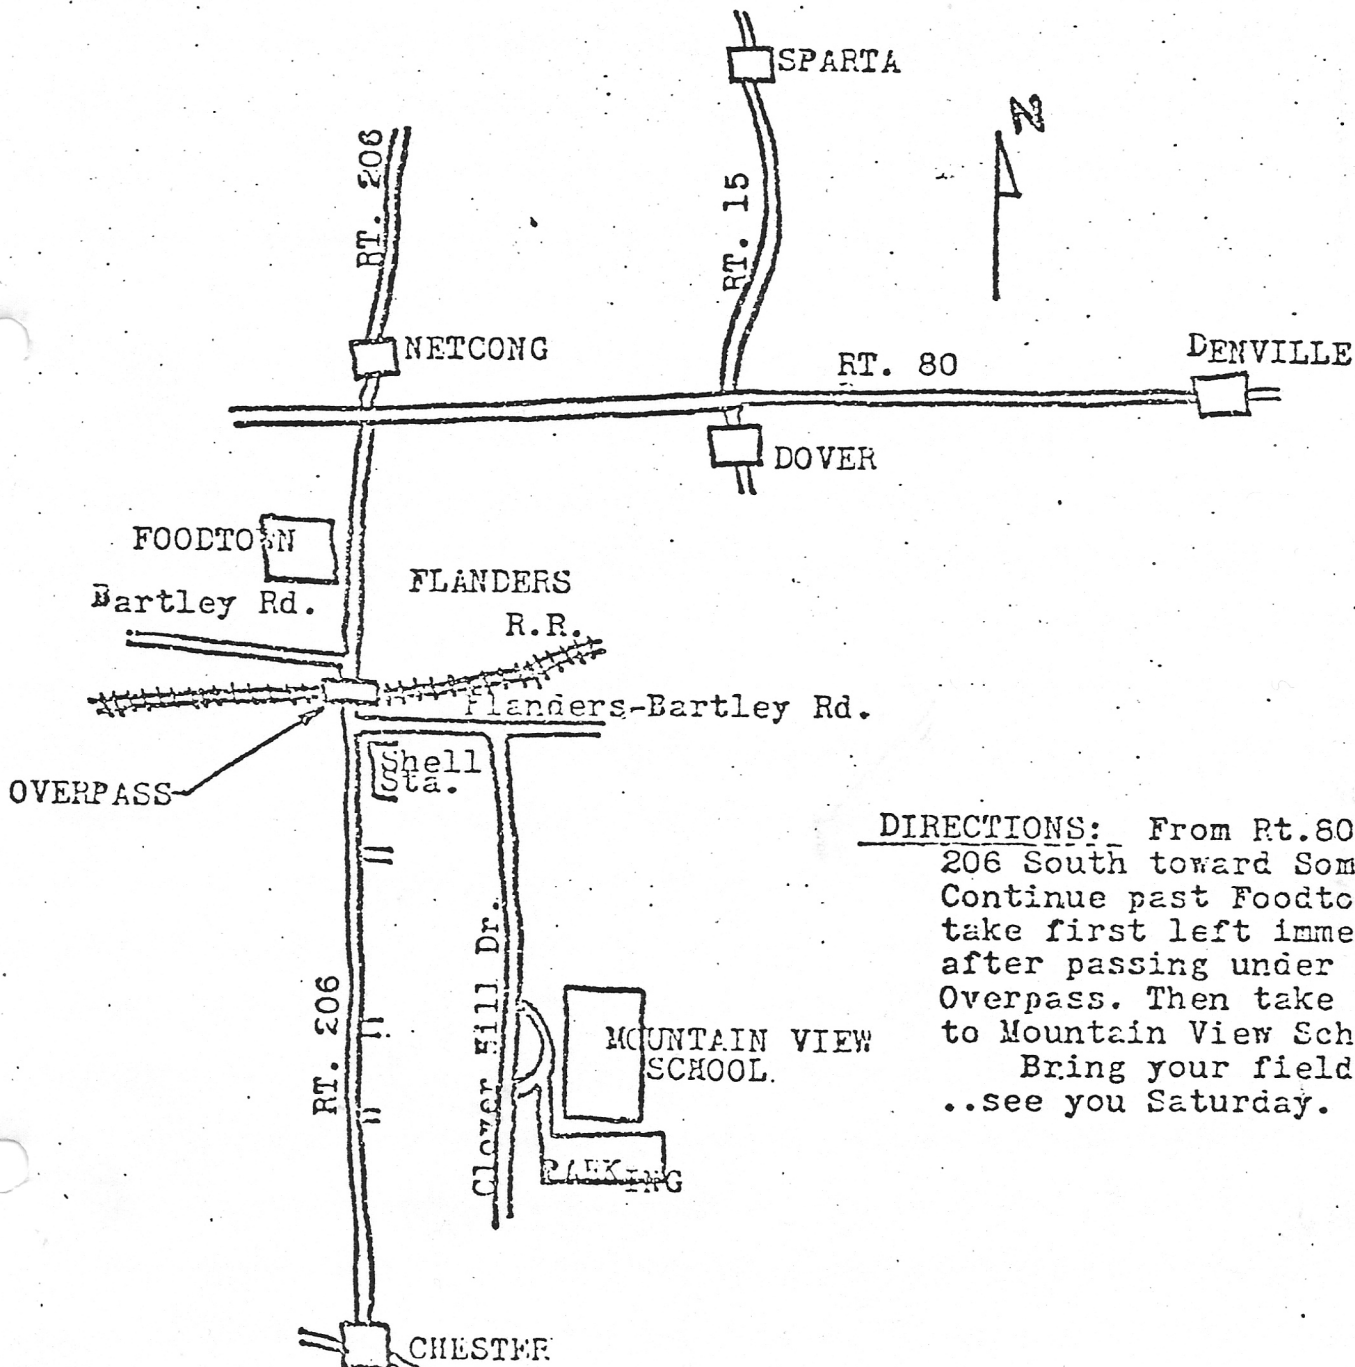 SPARTA
N
RT. 206
RT. 15
NETCONG
RT. 80
DENVILLE
DOVER
FOODTOWN
FLANDERS
Bartley Rd.
R.R.
Flanders-Bartley Rd.
Shell
Sta.
OVERPASS
DIRECTIONS: From Rt.80
206 South toward Som
Continue past Foodto
take first left imme
after passing under
Overpass. Then take
to Mountain View Sch
Bring your field
..see you Saturday.
Clover Hill Dr.
RT. 206
MOUNTAIN VIEW
SCHOOL.
PARKING
CHESTER